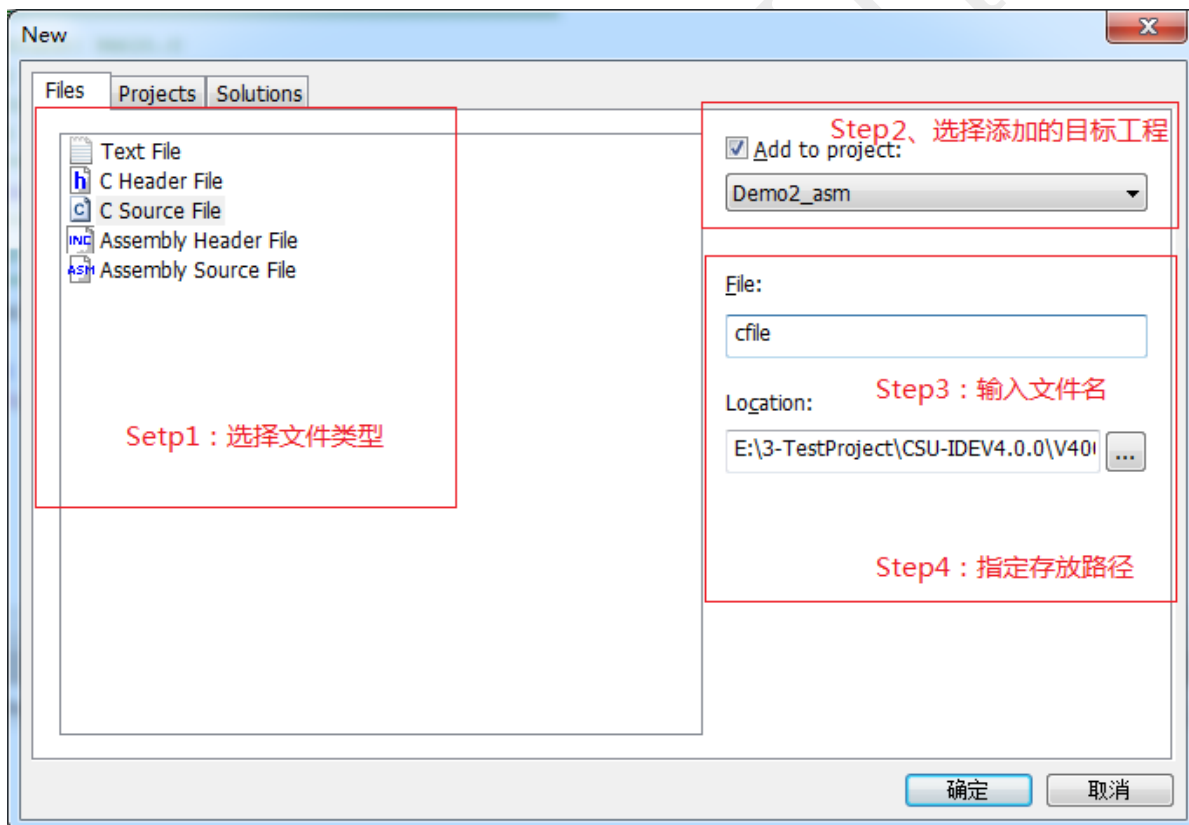 New
Files Projects Solutions
Text File
C Header File
C Source File
Assembly Header File
Assembly Source File
Setp1：选择文件类型
Step2、选择添加的目标工程
Add to project:
Demo2_asm
File:
cfile
Step3：输入文件名
Location:
E:\3-TestProject\CSU-IDEV4.0.0\V40
...
Step4：指定存放路径
确定
取消